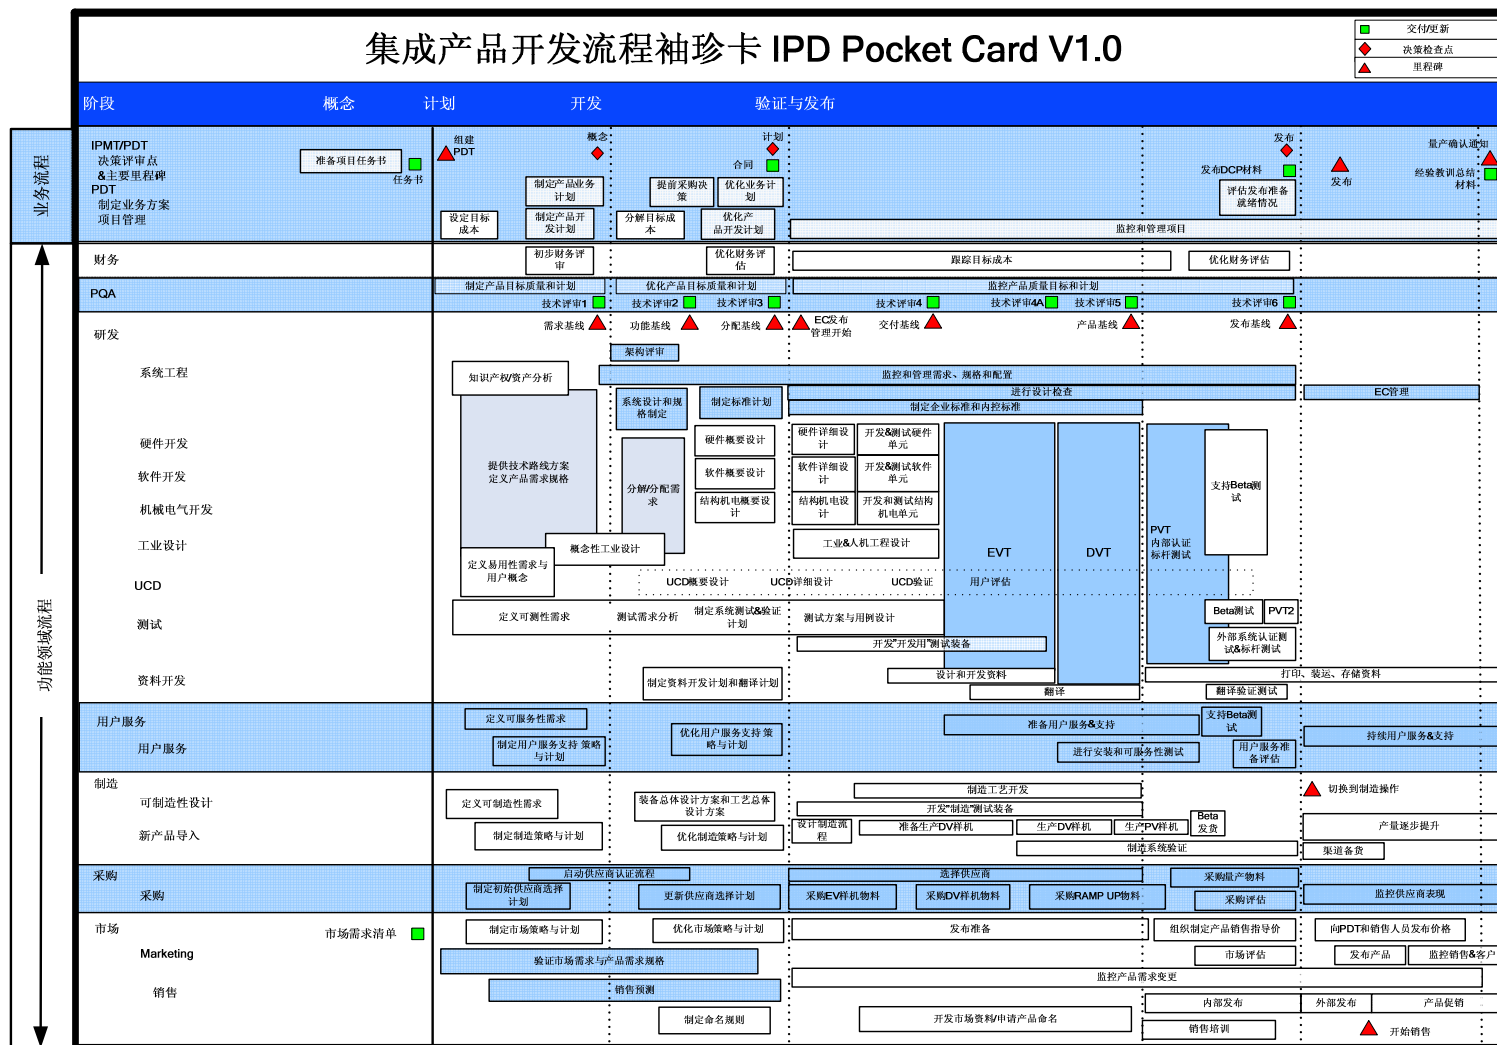 集成产品开发流程袖珍卡 IPD Pocket Card V1.0
交付/更新
决策检查点
里程碑
阶段
概念
计划
开发
验证与发布
业务流程
IPMT/PDT
决策评审点
&主要里程碑
PDT
制定业务方案
项目管理
准备项目任务书
任务书
组建
PDT
概念
计划
合同
发布
发布DCP材料
发布
量产确认通知
经验教训总结
材料
制定产品业务
计划
提前采购决
策
优化业务计
划
评估发布准备
就绪情况
设定目标
成本
制定产品开
发计划
分解目标成
本
优化产
品开发计划
监控和管理项目
功能领域流程
财务
初步财务评
审
优化财务评
估
跟踪目标成本
优化财务评估
PQA
制定产品目标质量和计划
优化产品目标质量和计划
监控产品质量目标和计划
技术评审1
技术评审2
技术评审3
技术评审4
技术评审4A
技术评审5
技术评审6
研发
需求基线
功能基线
分配基线
EC发布
管理开始
交付基线
产品基线
发布基线
架构评审
系统工程
知识产权/资产分析
监控和管理需求、规格和配置
系统设计和规
格制定
制定标准计划
进行设计检查
EC管理
制定企业标准和内控标准
硬件开发
硬件概要设计
硬件详细设
计
开发&测试硬件
单元
软件开发
提供技术路线方案
定义产品需求规格
分解/分配需
求
软件概要设计
软件详细设
计
开发&测试软件
单元
支持Beta测
试
机械电气开发
结构机电概要设
计
结构机电设
计
开发和测试结构
机电单元
PVT
内部认证
标杆测试
工业设计
概念性工业设计
工业&人机工程设计
EVT
DVT
定义易用性需求与
用户概念
UCD
UCD概要设计
UCD详细设计
UCD验证
用户评估
测试
定义可测性需求
测试需求分析
制定系统测试&验证
计划
测试方案与用例设计
Beta测试
PVT2
开发"开发用"测试装备
外部系统认证测
试&标杆测试
资料开发
制定资料开发计划和翻译计划
设计和开发资料
打印、装运、存储资料
翻译
翻译验证测试
用户服务
用户服务
定义可服务性需求
制定用户服务支持 策略
与计划
优化用户服务支持 策
略与计划
准备用户服务&支持
支持Beta测
试
进行安装和可服务性测试
用户服务准
备评估
持续用户服务&支持
制造
可制造性设计
定义可制造性需求
装备总体设计方案和工艺总体
设计方案
制造工艺开发
开发"制造"测试装备
切换到制造操作
新产品导入
制定制造策略与计划
优化制造策略与计划
设计制造流
程
准备生产DV样机
生产DV样机
生产PV样机
Beta
发货
产量逐步提升
制造系统验证
渠道备货
采购
采购
启动供应商认证流程
选择供应商
采购量产物料
制定初始供应商选择
计划
更新供应商选择计划
采购EV样机物料
采购DV样机物料
采购RAMP UP物料
采购评估
监控供应商表现
市场
市场需求清单
制定市场策略与计划
优化市场策略与计划
发布准备
组织制定产品销售指导价
向PDT和销售人员发布价格
Marketing
验证市场需求与产品需求规格
市场评估
发布产品
监控销售&客户
监控产品需求变更
销售
销售预测
内部发布
外部发布
产品促销
制定命名规则
开发市场资料/申请产品命名
销售培训
开始销售